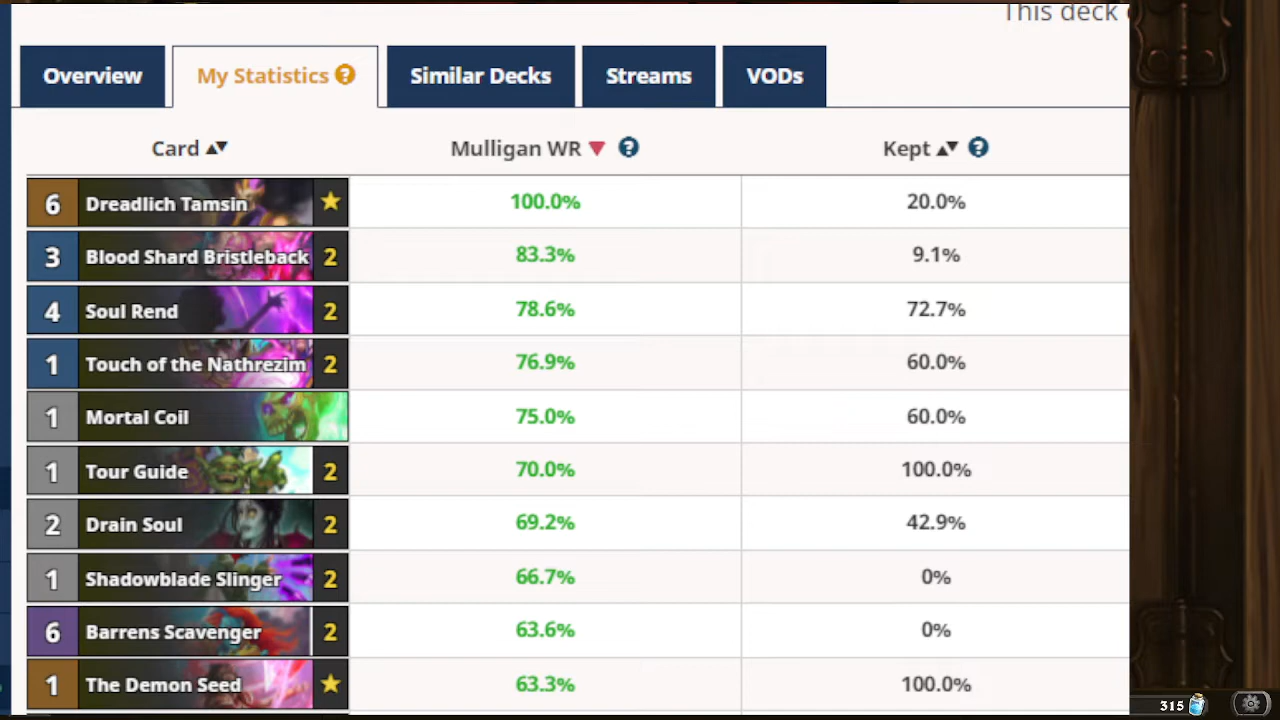 This deck
Overview
My Statistics ?
Similar Decks
Streams
VODs
Card
Mulligan WR ?
Kept ?
6 Dreadlich Tamsin 100.0% 20.0%
3 Blood Shard Bristleback 2 83.3% 9.1%
4 Soul Rend 2 78.6% 72.7%
1 Touch of the Nathrezim 2 76.9% 60.0%
1 Mortal Coil 75.0% 60.0%
1 Tour Guide 2 70.0% 100.0%
2 Drain Soul 2 69.2% 42.9%
1 Shadowblade Slinger 2 66.7% 0%
6 Barrens Scavenger 2 63.6% 0%
1 The Demon Seed 63.3% 100.0%
315